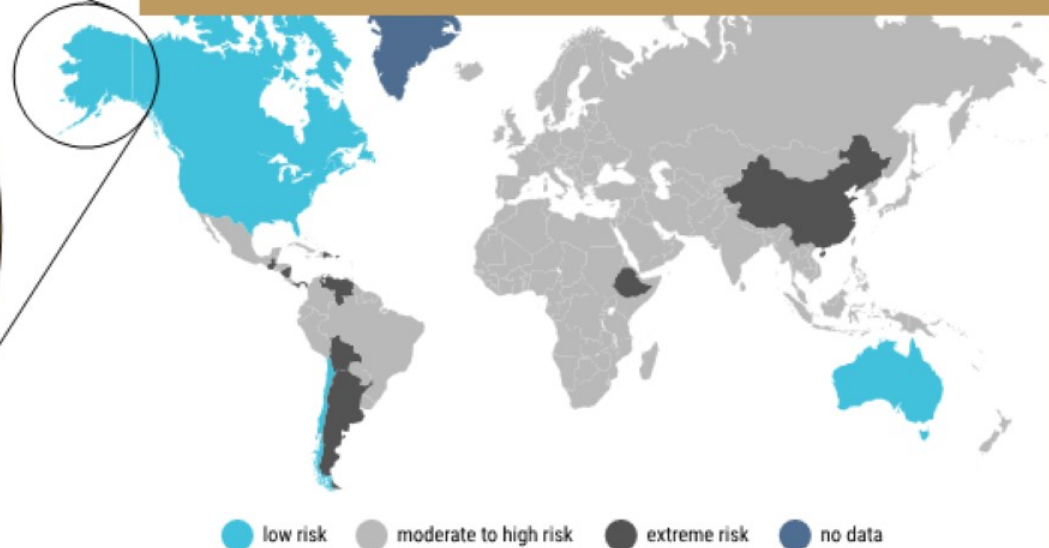 low risk
moderate to high risk
extreme risk
no data